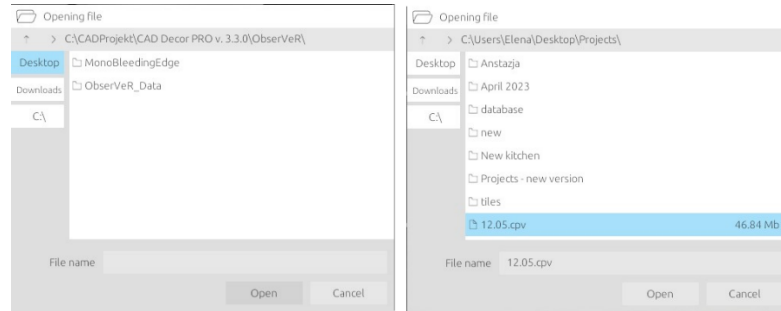 Opening file
↑ > C:\CADProjekt\CAD Decor PRO v. 3.3.0\ObserVeR\
Desktop
Downloads
C:\
MonoBleedingEdge
ObserVeR_Data
File name
Open Cancel
Opening file
↑ > C:\Users\Elena\Desktop\Projects\
Desktop
Downloads
C:\
Anstazja
April 2023
database
new
New kitchen
Projects - new version
tiles
12.05.cpv 46.84 Mb
File name 12.05.cpv
Open Cancel